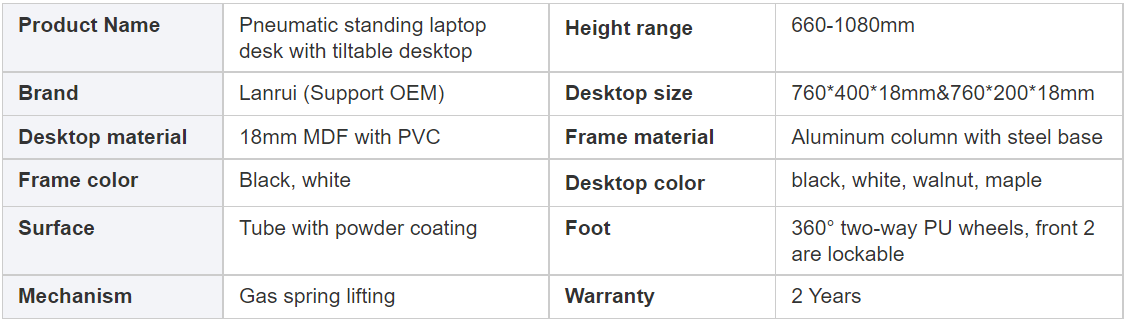 Product Name
Pneumatic standing laptop
desk with tiltable desktop
Height range
660-1080mm
Brand
Lanrui (Support OEM)
Desktop size
760*400*18mm&760*200*18mm
Desktop material
18mm MDF with PVC
Frame material
Aluminum column with steel base
Frame color
Black, white
Desktop color
black, white, walnut, maple
Surface
Tube with powder coating
Foot
360° two-way PU wheels, front 2
are lockable
Mechanism
Gas spring lifting
Warranty
2 Years